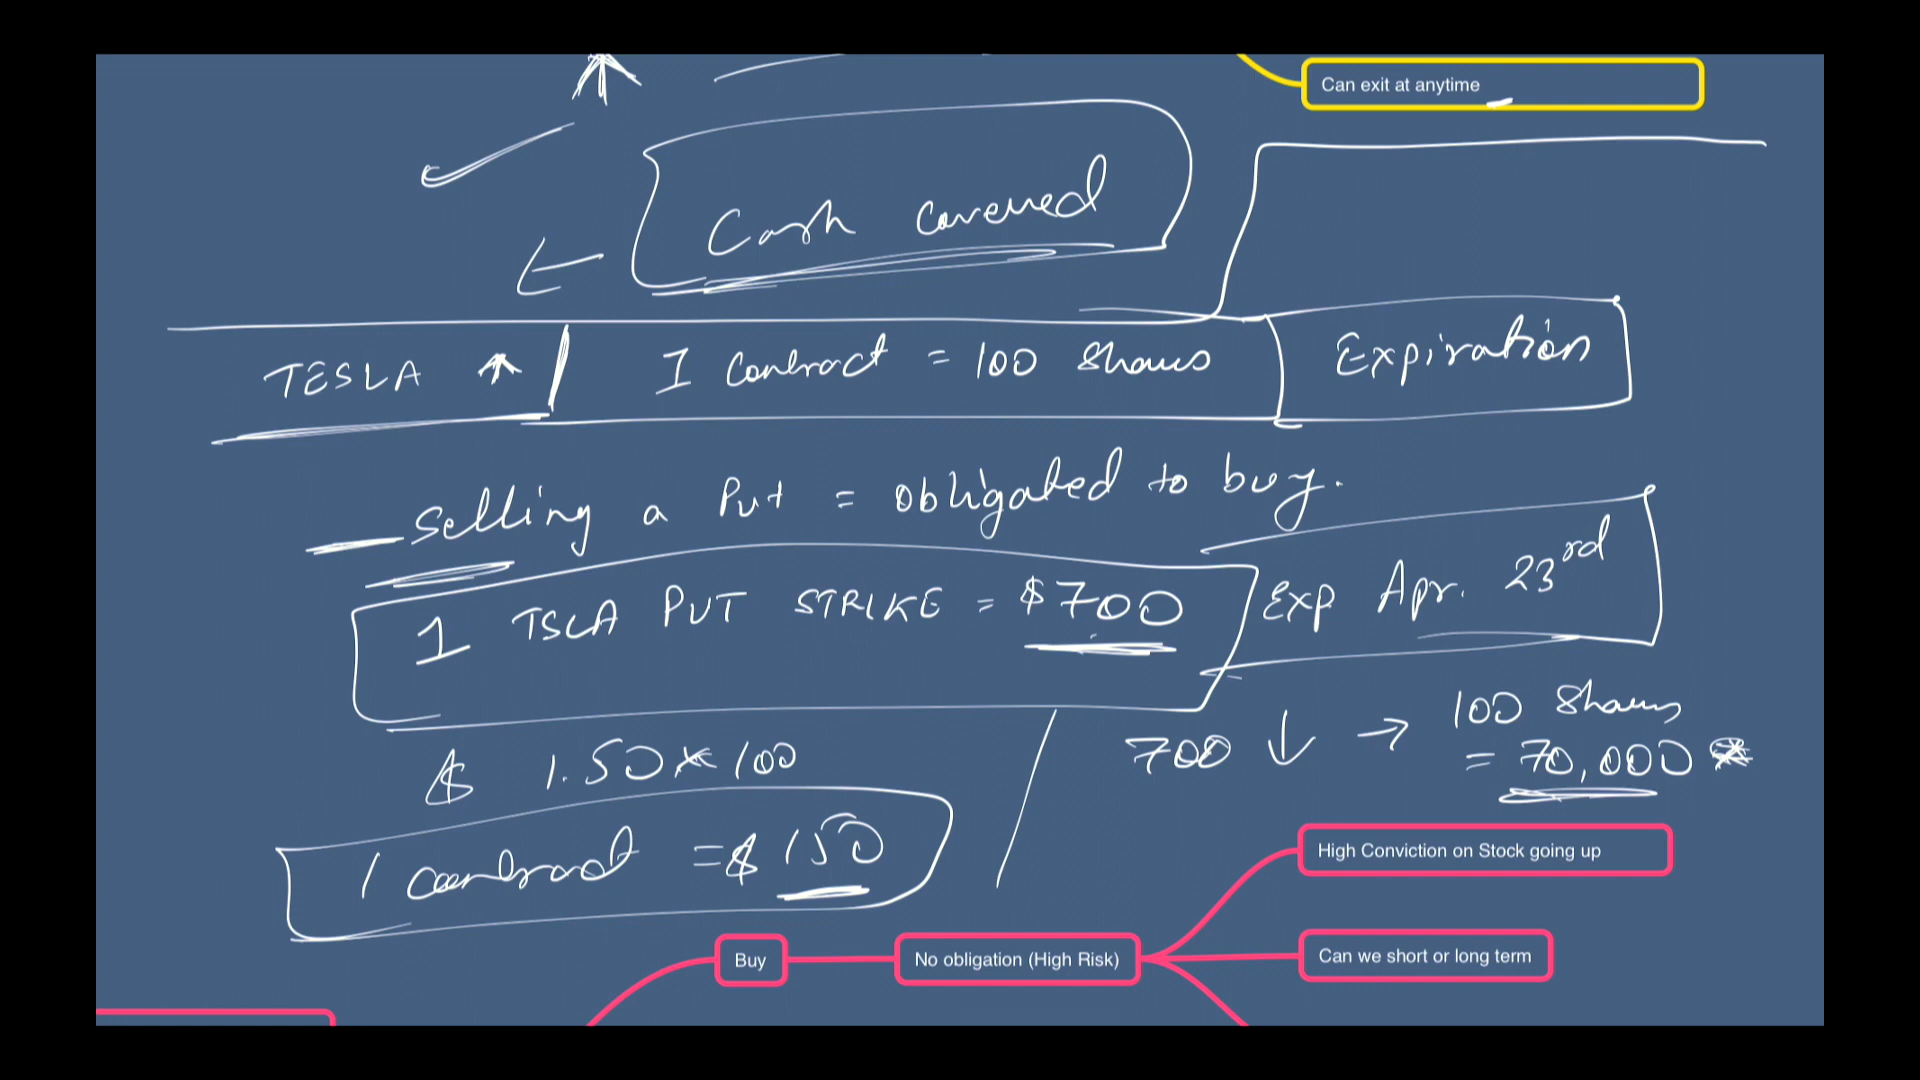 Can exit at anytime
Cash Covered
TESLA ↑ 1 Contract = 100 Shares Expiration
Selling a Put = obligated to buy.
1 TSLA PUT STRIKE = $700 Exp Apr. 23rd
$ 1.50 * 100
700 ↓ → 100 Shares
= 70,000 *
1 contract = $150
High Conviction on Stock going up
Buy No obligation (High Risk) Can we short or long term